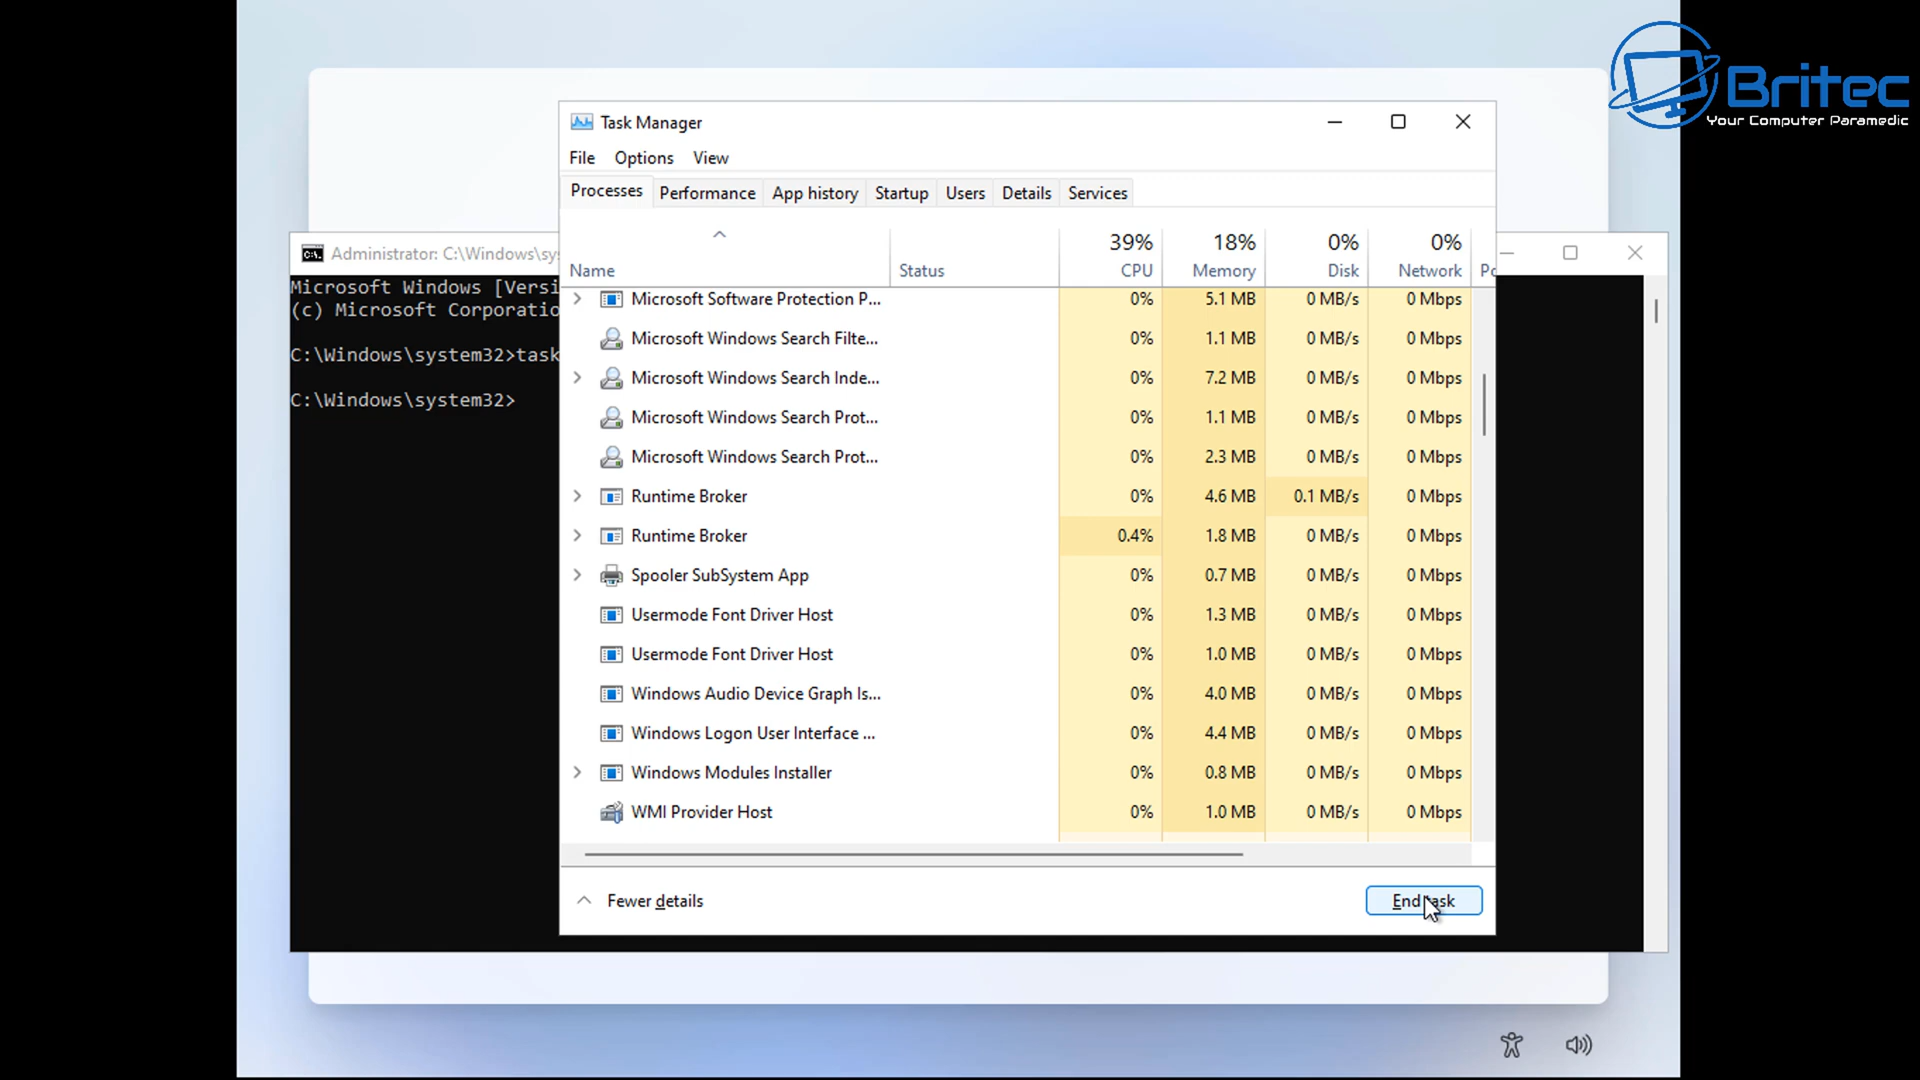 Britec
Your Computer Paramedic
Task Manager
File Options View
Processes Performance App history Startup Users Details Services
39% 18% 0% 0%
Name Status CPU Memory Disk Network Po
Administrator: C:\Windows\sy
Microsoft Windows [Versi
(c) Microsoft Corporatio
C:\Windows\system32>task
C:\Windows\system32>
Microsoft Software Protection P... 0% 5.1 MB 0 MB/s 0 Mbps
Microsoft Windows Search Filte... 0% 1.1 MB 0 MB/s 0 Mbps
Microsoft Windows Search Inde... 0% 7.2 MB 0 MB/s 0 Mbps
Microsoft Windows Search Prot... 0% 1.1 MB 0 MB/s 0 Mbps
Microsoft Windows Search Prot... 0% 2.3 MB 0 MB/s 0 Mbps
Runtime Broker 0% 4.6 MB 0.1 MB/s 0 Mbps
Runtime Broker 0.4% 1.8 MB 0 MB/s 0 Mbps
Spooler SubSystem App 0% 0.7 MB 0 MB/s 0 Mbps
Usermode Font Driver Host 0% 1.3 MB 0 MB/s 0 Mbps
Usermode Font Driver Host 0% 1.0 MB 0 MB/s 0 Mbps
Windows Audio Device Graph Is... 0% 4.0 MB 0 MB/s 0 Mbps
Windows Logon User Interface ... 0% 4.4 MB 0 MB/s 0 Mbps
Windows Modules Installer 0% 0.8 MB 0 MB/s 0 Mbps
WMI Provider Host 0% 1.0 MB 0 MB/s 0 Mbps
Fewer details
End task